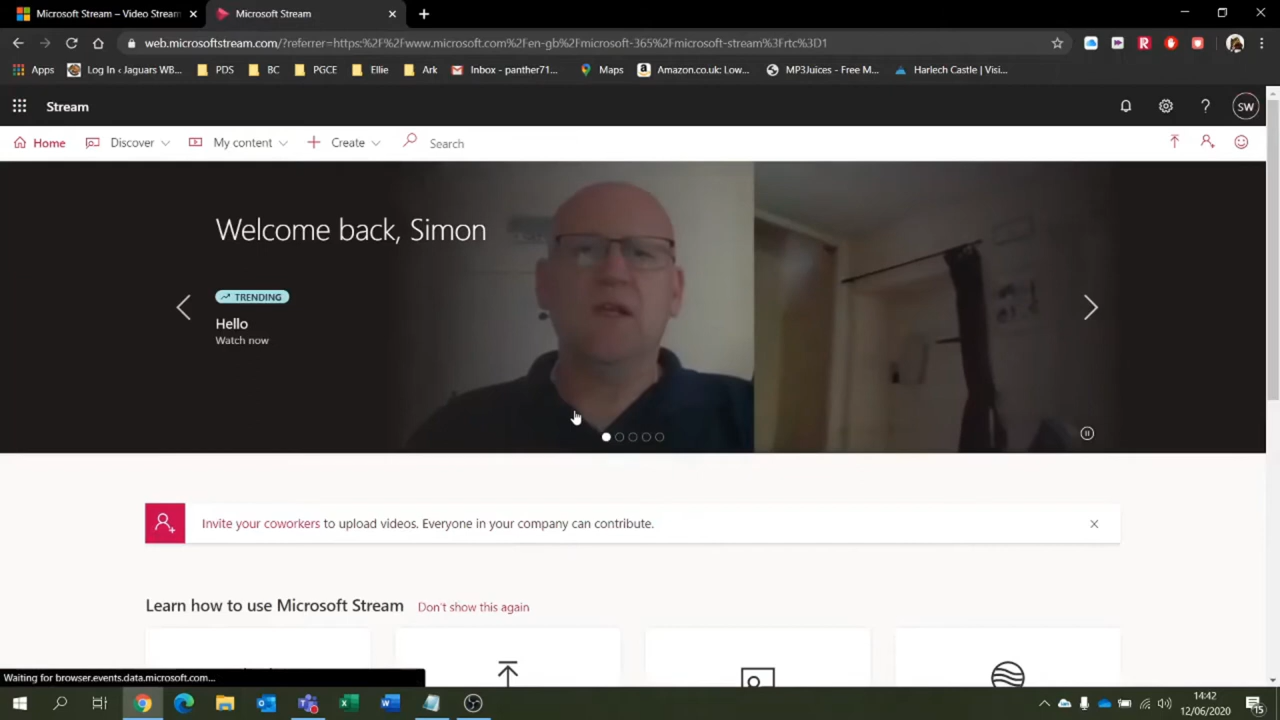 Microsoft Stream – Video Stream
Microsoft Stream
web.microsoftstream.com/?referrer=https:%2F%2Fwww.microsoft.com%2Fen-gb%2Fmicrosoft-365%2Fmicrosoft-stream%3Frtc%3D1
Apps
Log In ‹ Jaguars WB...
PDS
BC
PGCE
Ellie
Ark
Inbox - panther71...
Maps
Amazon.co.uk: Low...
MP3Juices - Free M...
Harlech Castle | Visi...
Stream
SW
Home
Discover
My content
Create
Search
Welcome back, Simon
TRENDING
Hello
Watch now
Invite your coworkers to upload videos. Everyone in your company can contribute.
Learn how to use Microsoft Stream Don't show this again
Waiting for browser.events.data.microsoft.com...
14:42
12/06/2020
15